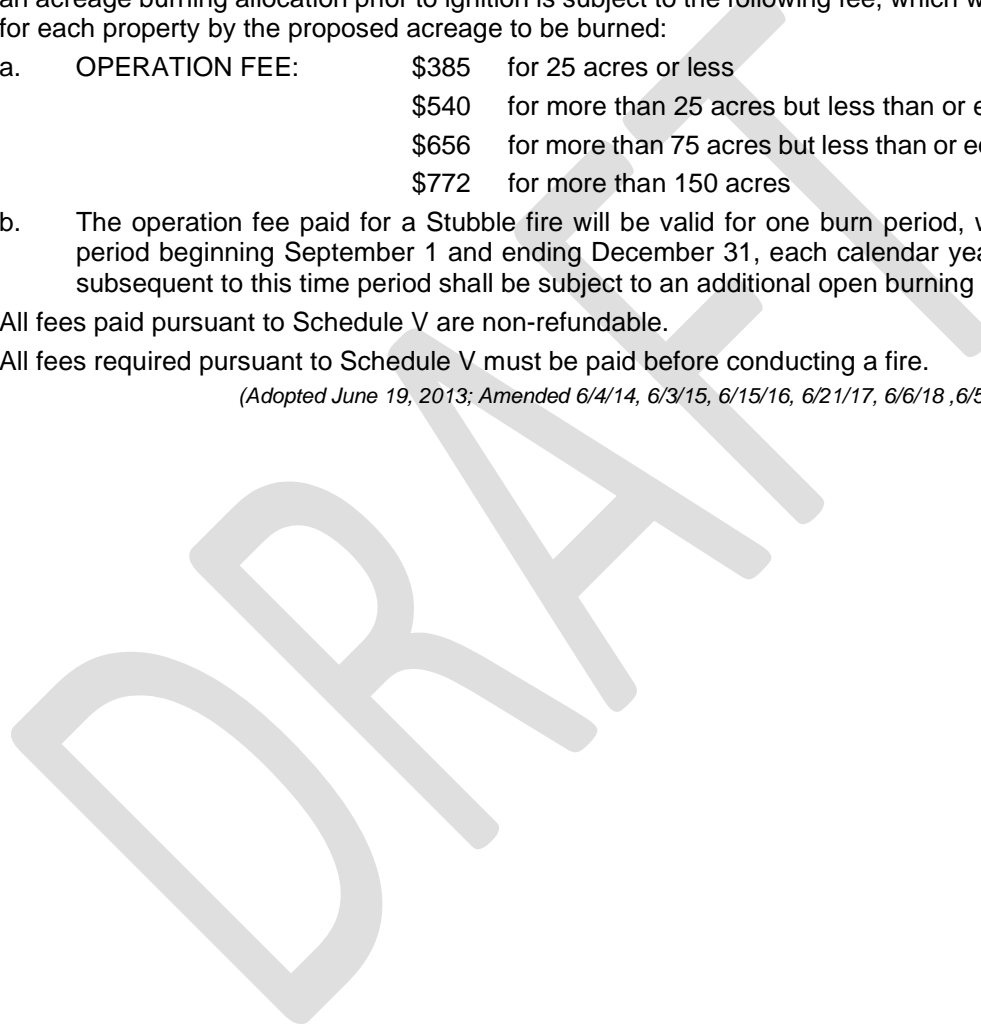 an acreage burning allocation prior to ignition is subject to the following fee, which w
for each property by the proposed acreage to be burned:
a. OPERATION FEE: $385 for 25 acres or less
$540 for more than 25 acres but less than or e
$656 for more than 75 acres but less than or e
$772 for more than 150 acres
b. The operation fee paid for a Stubble fire will be valid for one burn period, w
period beginning September 1 and ending December 31, each calendar yea
subsequent to this time period shall be subject to an additional open burning
All fees paid pursuant to Schedule V are non-refundable.
All fees required pursuant to Schedule V must be paid before conducting a fire.
(Adopted June 19, 2013; Amended 6/4/14, 6/3/15, 6/15/16, 6/21/17, 6/6/18 ,6/5
DRAFT